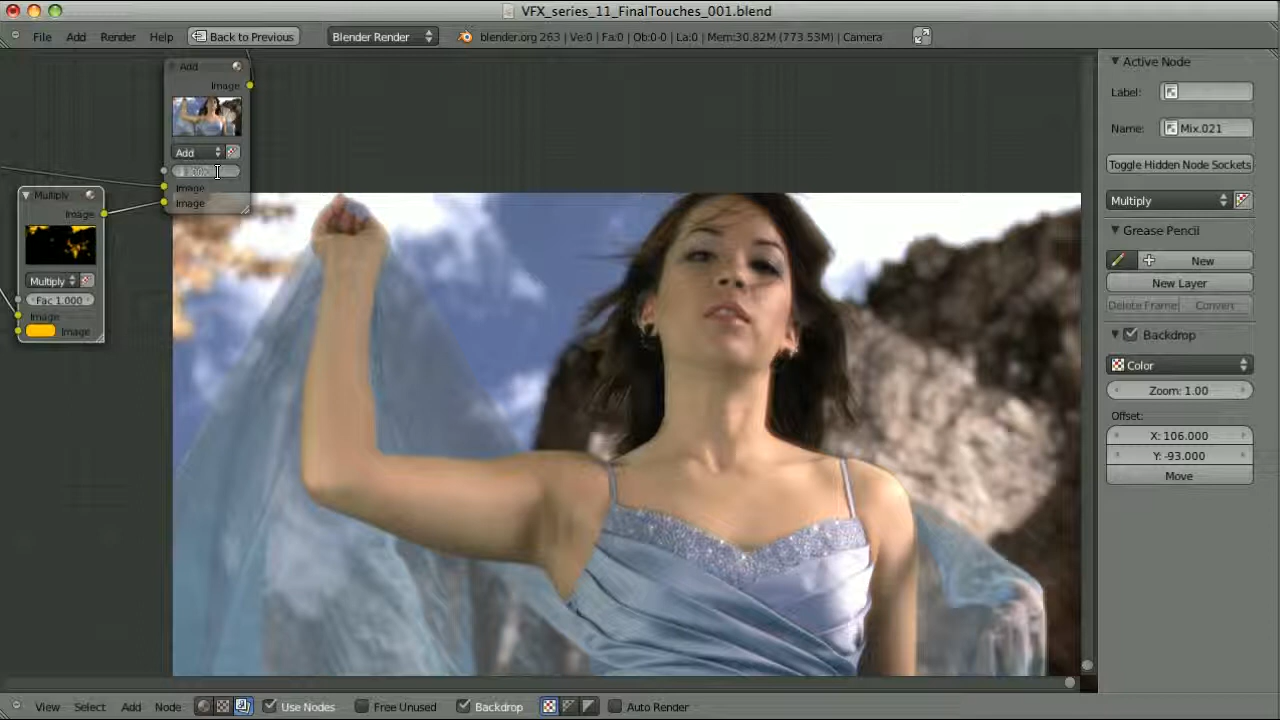 VFX_series_11_FinalTouches_001.blend
File Add Render Help Back to Previous Blender Render blender.org 263 | Ve:0 | Fa:0 | Ob:0-0 | La:0 | Mem:30.82M (773.53M) | Camera
Add
Image
Add
Image
Image
Multiply
Image
Multiply
Fac 1.000
Image
Image
Active Node
Label:
Name: Mix.021
Toggle Hidden Node Sockets
Multiply
Grease Pencil
New
New Layer
Delete Frame Convert
Backdrop
Color
Zoom: 1.00
Offset:
X: 106.000
Y: -93.000
Move
View Select Add Node Use Nodes Free Unused Backdrop Auto Render